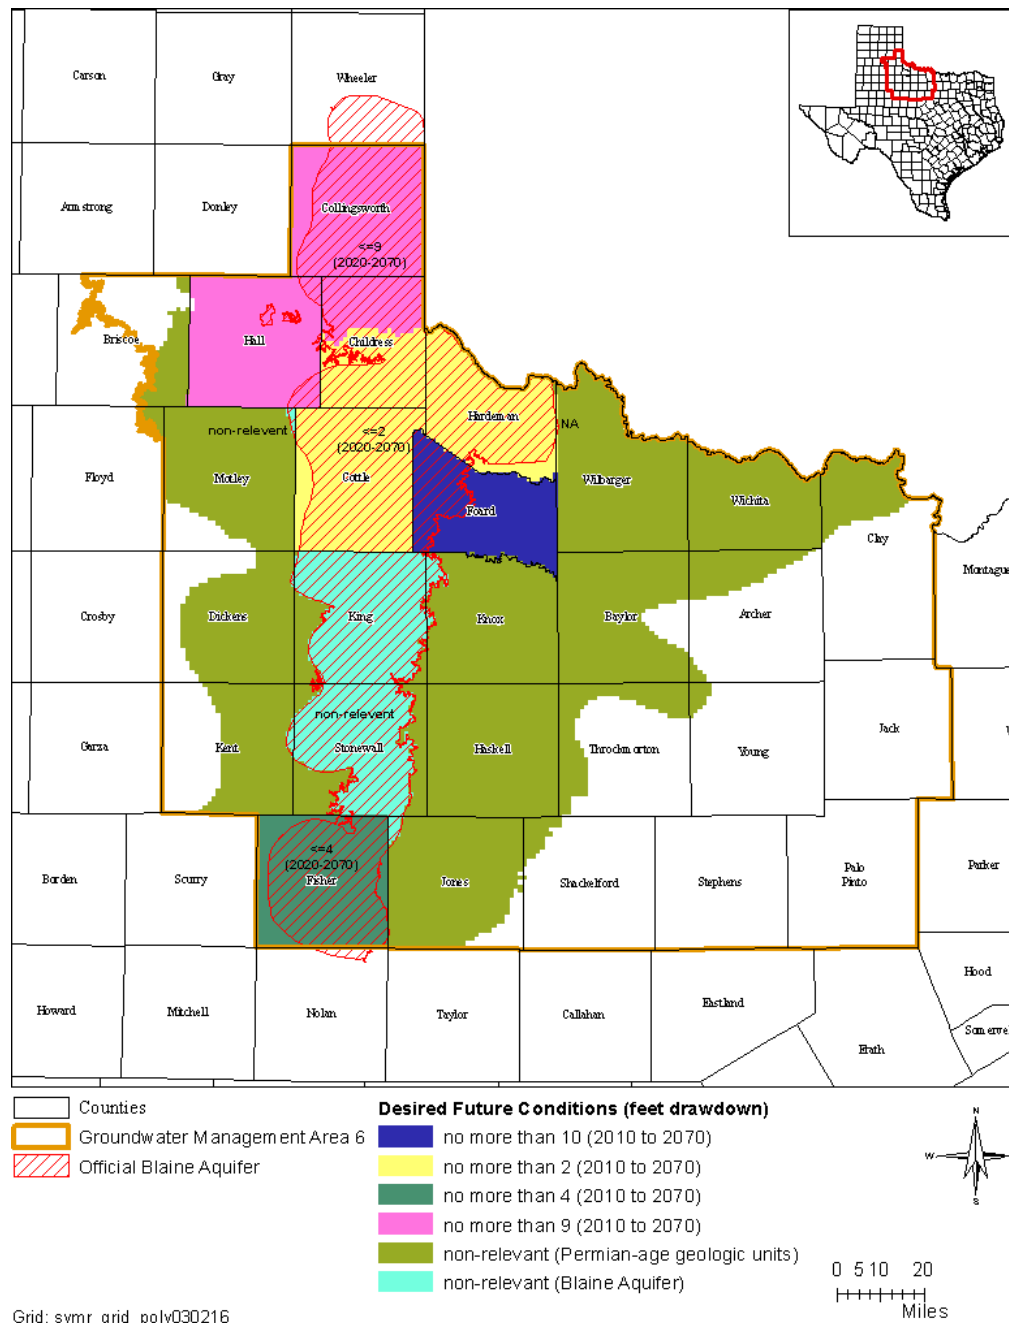 Carson
Gray
Wheeler
Armstrong
Donley
Collingsworth
<=9
(2020-2070)
Briscoe
Hall
Childress
Hardeman
non-relevent
<=2
(2020-2070)
NA
Floyd
Motley
Cottle
Foard
Wilbarger
Wichita
Clay
Montague
Crosby
Dickens
King
Knox
Baylor
Archer
non-relevent
Garza
Kent
Stonewall
Haskell
Throckmorton
Young
Jack
<=4
(2020-2070)
Borden
Scurry
Fisher
Jones
Shackelford
Stephens
Palo
Pinto
Parker
Howard
Mitchell
Nolan
Taylor
Callahan
Eastland
Erath
Hood
Somervel
Counties
Groundwater Management Area 6
Official Blaine Aquifer
Desired Future Conditions (feet drawdown)
no more than 10 (2010 to 2070)
no more than 2 (2010 to 2070)
no more than 4 (2010 to 2070)
no more than 9 (2010 to 2070)
non-relevant (Permian-age geologic units)
non-relevant (Blaine Aquifer)
N
W
E
S
0 5 10 20
Miles
Grid: symr_grid_poly030216